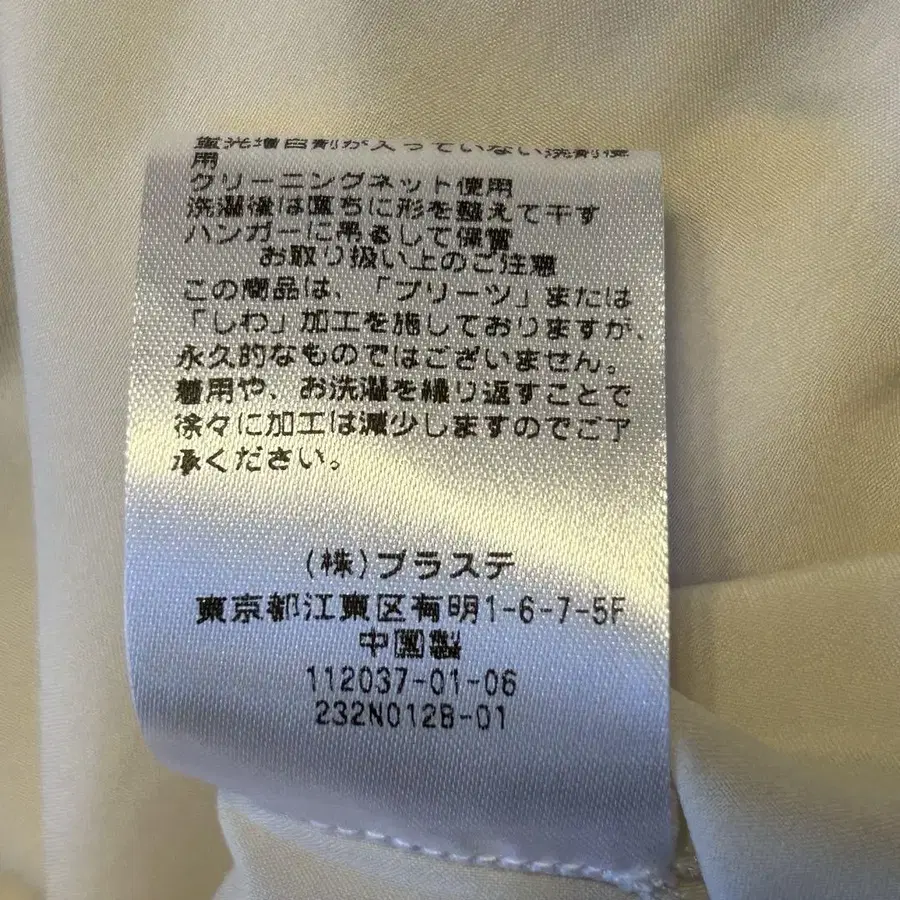 蛍光増白剤が入っていない洗剤使
用
クリーニングネット使用
洗濯後は直ちに形を整えて干す
ハンガーに吊るして保管
お取り扱い上のご注意
この商品は、「プリーツ」または
「しわ」加工を施しておりますが、
永久的なものではございません。
着用や、お洗濯を繰り返すことで
徐々に加工は減少しますのでご了
承ください。
(株)プラステ
東京都江東区有明1-6-7-5F
中国製
112037-01-06
232N012B-01